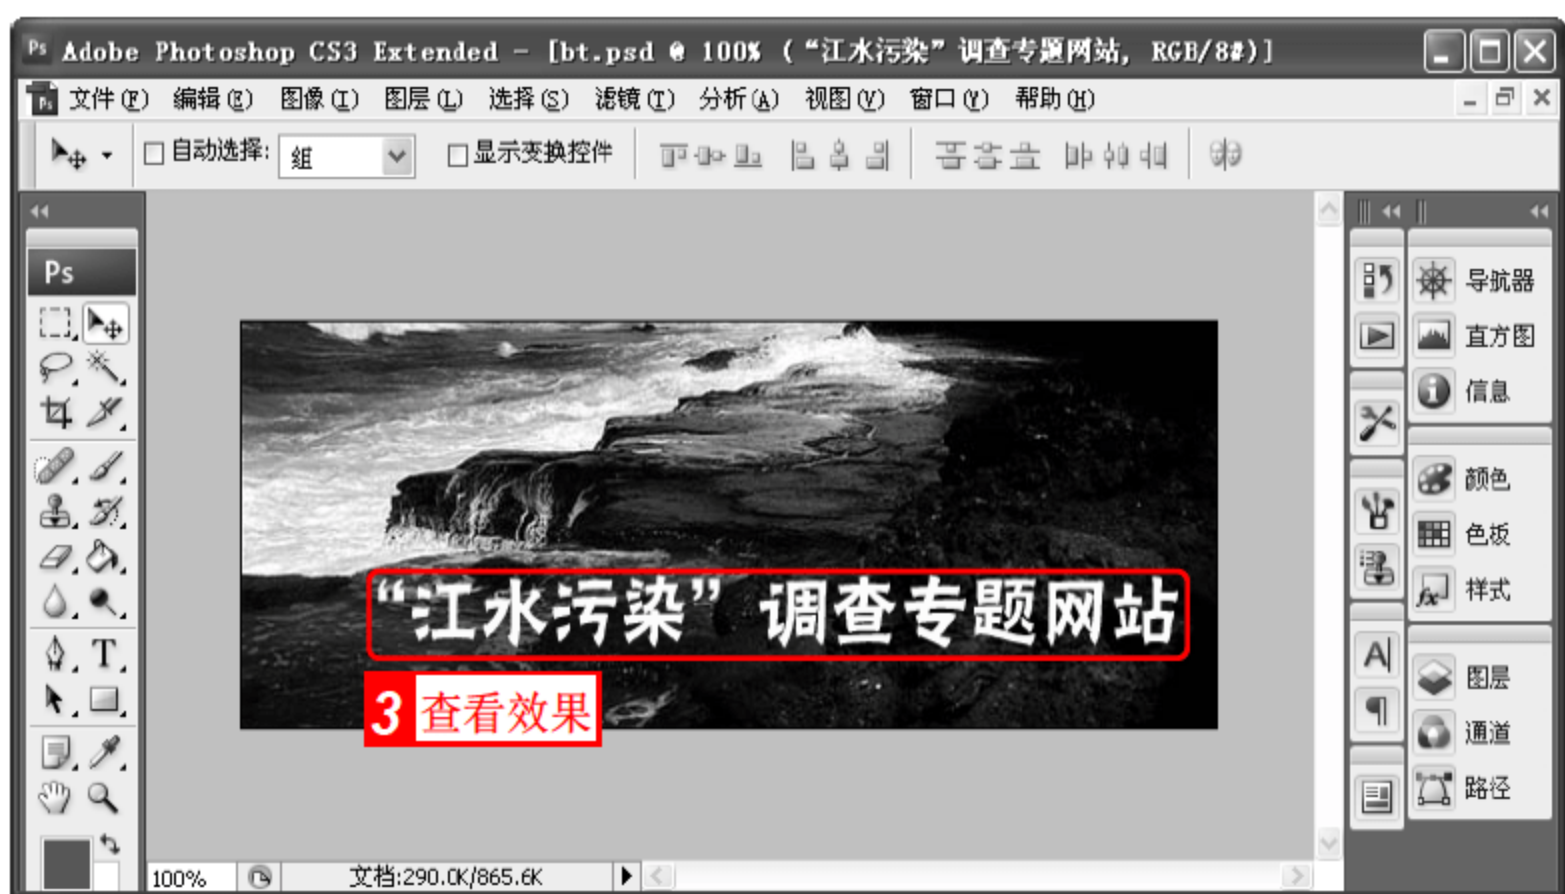 Ps Adobe Photoshop CS3 Extended - [bt.psd @ 100% (“江水污染”调查专题网站, RGB/8#)]
文件(F) 编辑(E) 图像(I) 图层(L) 选择(S) 滤镜(T) 分析(A) 视图(V) 窗口(W) 帮助(H)
自动选择: 组 显示变换控件
Ps
导航器
直方图
信息
颜色
色板
样式
“江水污染”调查专题网站
3 查看效果
图层
通道
路径
100% 文档:290.0K/865.6K